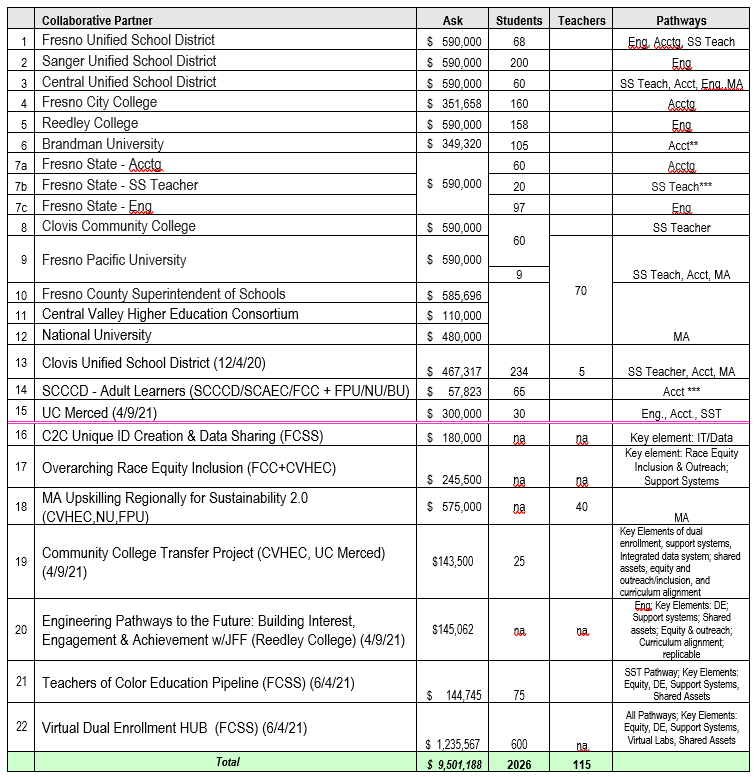 Collaborative Partner Ask Students Teachers Pathways
1 Fresno Unified School District $ 590,000 68 Eng, Acctg, SS Teach
2 Sanger Unified School District $ 590,000 200 Eng
3 Central Unified School District $ 590,000 60 SS Teach, Acct, Eng, MA
4 Fresno City College $ 351,658 160 Acctg
5 Reedley College $ 590,000 158 Eng
6 Brandman University $ 349,320 105 Acct**
7a Fresno State - Acctg 60 Acctg
7b Fresno State - SS Teacher $ 590,000 20 SS Teach***
7c Fresno State - Eng 97 Eng
8 Clovis Community College $ 590,000 SS Teacher
60
9 Fresno Pacific University $ 590,000
9 SS Teach, Acct, MA
10 Fresno County Superintendent of Schools $ 585,696 70
11 Central Valley Higher Education Consortium $ 110,000
12 National University $ 480,000 MA
13 Clovis Unified School District (12/4/20) $ 467,317 234 5 SS Teacher, Acct, MA
14 SCCCD - Adult Learners (SCCCD/SCAEC/FCC + FPU/NU/BU) $ 57,823 65 Acct ***
15 UC Merced (4/9/21) $ 300,000 30 Eng., Acct., SST
16 C2C Unique ID Creation & Data Sharing (FCSS) $ 180,000 na na Key element: IT/Data
17 Overarching Race Equity Inclusion (FCC+CVHEC) $ 245,500 na na Key element: Race Equity
Inclusion & Outreach;
Support Systems
18 MA Upskilling Regionally for Sustainability 2.0
(CVHEC,NU,FPU) $ 575,000 na 40 MA
19 Community College Transfer Project (CVHEC, UC Merced)
(4/9/21) $143,500 25
Key Elements of dual
enrollment, support systems,
Integrated data system; shared
assets, equity and
outreach/inclusion, and
curriculum alignment
20 Engineering Pathways to the Future: Building Interest,
Engagement & Achievement w/JFF (Reedley College) (4/9/21) $145,062 na na
Eng; Key Elements: DE;
Support systems; Shared
assets; Equity & outreach;
Curriculum alignment;
replicable
21 Teachers of Color Education Pipeline (FCSS) (6/4/21) $ 144,745 75
SST Pathway; Key Elements:
Equity, DE, Support Systems,
Shared Assets
22 Virtual Dual Enrollment HUB (FCSS) (6/4/21) $ 1,235,567 600 na
All Pathways; Key Elements:
Equity, DE, Support Systems,
Virtual Labs, Shared Assets
Total $ 9,501,188 2026 115